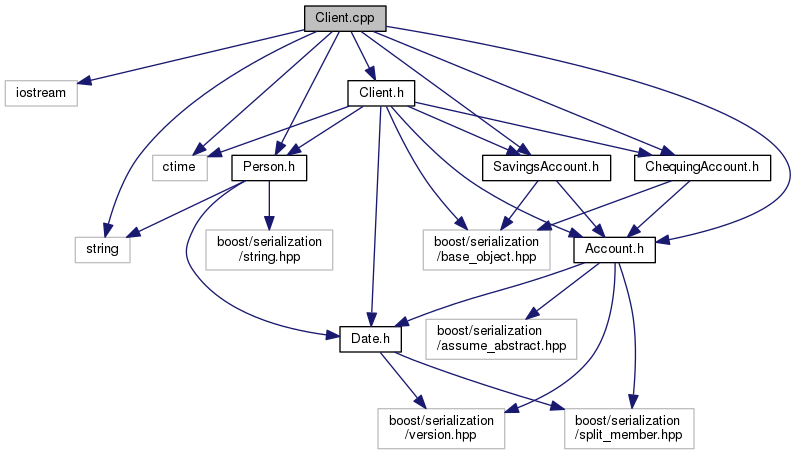 Client.cpp
iostream
Client.h
ctime
Person.h
SavingsAccount.h
ChequingAccount.h
string
boost/serialization
/string.hpp
boost/serialization
/base_object.hpp
Account.h
Date.h
boost/serialization
/assume_abstract.hpp
boost/serialization
/version.hpp
boost/serialization
/split_member.hpp